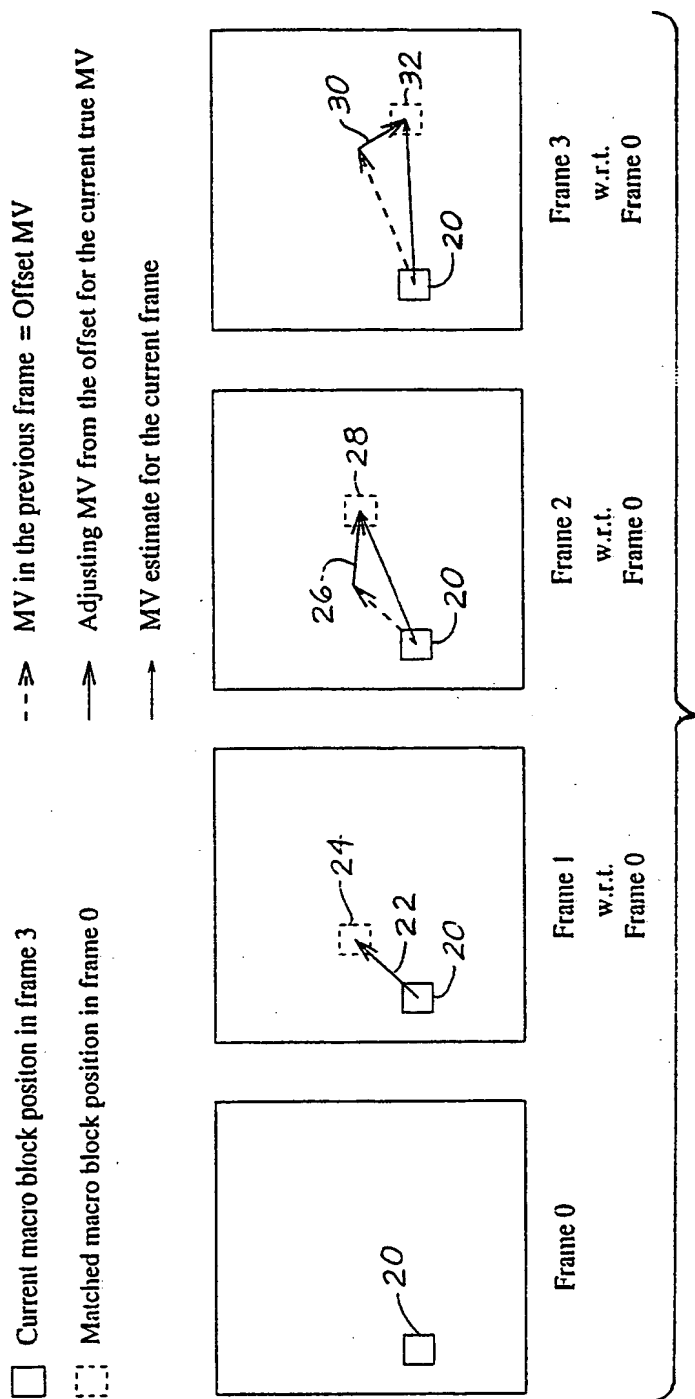 Current macro block positon in frame 3
Matched macro block position in frame 0
MV in the previous frame = Offset MV
Adjusting MV from the offset for the current true MV
MV estimate for the current frame
20
Frame 0
24
22
20
Frame 1
w.r.t.
Frame 0
26
28
20
Frame 2
w.r.t.
Frame 0
30
32
20
Frame 3
w.r.t.
Frame 0